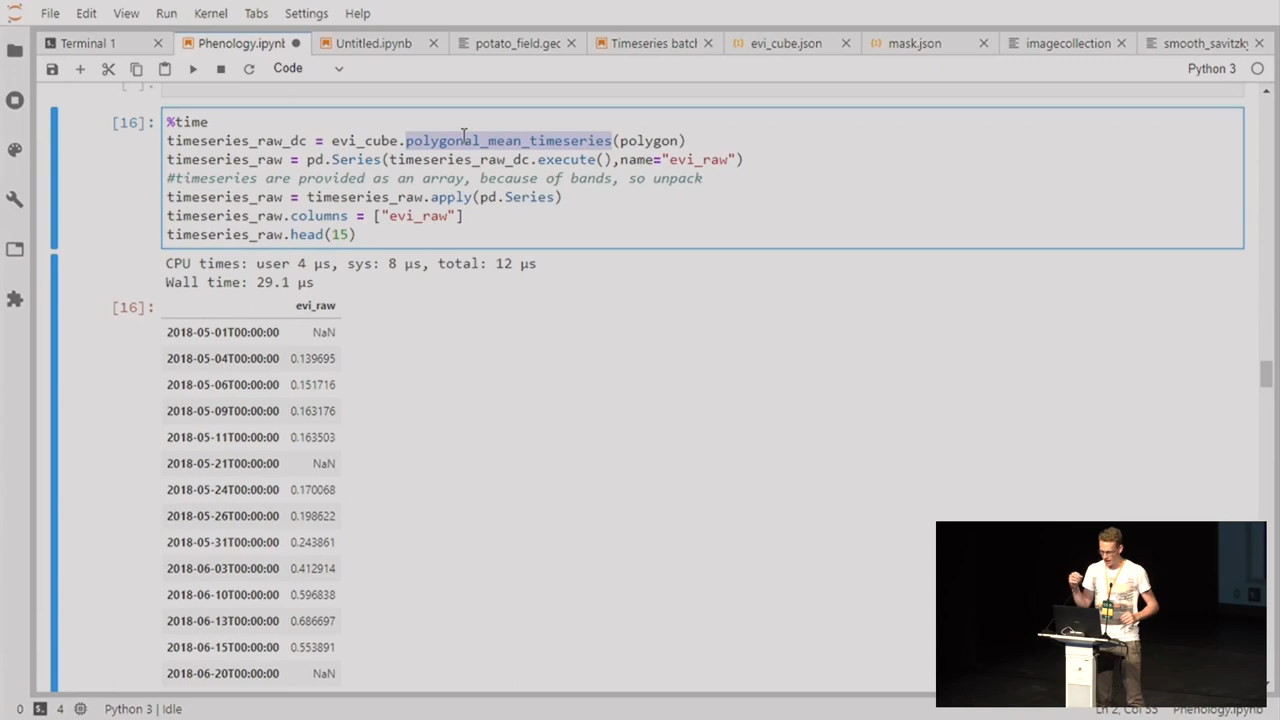 File Edit View Run Kernel Tabs Settings Help
Terminal 1 Phenology.ipynb Untitled.ipynb potato_field.gec Timeseries batch evi_cube.json mask.json imagecollection smooth_savitzky
Code Python 3
[ ]:
[16]: %time
timeseries_raw_dc = evi_cube.polygonal_mean_timeseries(polygon)
timeseries_raw = pd.Series(timeseries_raw_dc.execute(),name="evi_raw")
#timeseries are provided as an array, because of bands, so unpack
timeseries_raw = timeseries_raw.apply(pd.Series)
timeseries_raw.columns = ["evi_raw"]
timeseries_raw.head(15)
CPU times: user 4 µs, sys: 8 µs, total: 12 µs
Wall time: 29.1 µs
[16]: evi_raw
2018-05-01T00:00:00 NaN
2018-05-04T00:00:00 0.139695
2018-05-06T00:00:00 0.151716
2018-05-09T00:00:00 0.163176
2018-05-11T00:00:00 0.163503
2018-05-21T00:00:00 NaN
2018-05-24T00:00:00 0.170068
2018-05-26T00:00:00 0.198622
2018-05-31T00:00:00 0.243861
2018-06-03T00:00:00 0.412914
2018-06-10T00:00:00 0.596838
2018-06-13T00:00:00 0.686697
2018-06-15T00:00:00 0.553891
2018-06-20T00:00:00 NaN
0 4 Python 3 | Idle Ln 2, Col 53 Phenology.ipynb